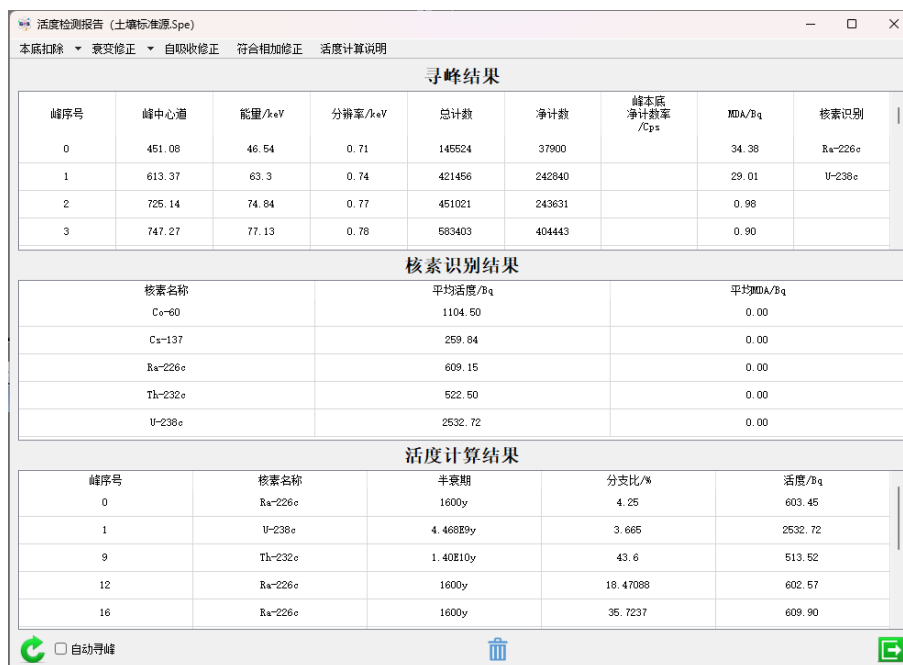 活度检测报告（土壤标准源.Spe）
本底扣除 衰变修正 自吸收修正 符合相加修正 活度计算说明
寻峰结果
峰序号 峰中心道 能量/keV 分辨率/keV 总计数 净计数 峰本底净计数率/Cps MDA/Bq 核素识别
0 451.08 46.54 0.71 145524 37900 34.38 Ra-226c
1 613.37 63.3 0.74 421456 242840 29.01 U-238c
2 725.14 74.84 0.77 451021 243631 0.98
3 747.27 77.13 0.78 583403 404443 0.90
核素识别结果
核素名称 平均活度/Bq 平均MDA/Bq
Co-60 1104.50 0.00
Cs-137 259.84 0.00
Ra-226c 609.15 0.00
Th-232c 522.50 0.00
U-238c 2532.72 0.00
活度计算结果
峰序号 核素名称 半衰期 分支比/% 活度/Bq
0 Ra-226c 1600y 4.25 603.45
1 U-238c 4.468E9y 3.665 2532.72
9 Th-232c 1.40E10y 43.6 513.52
12 Ra-226c 1600y 18.47088 602.57
16 Ra-226c 1600y 35.7237 609.90
自动寻峰